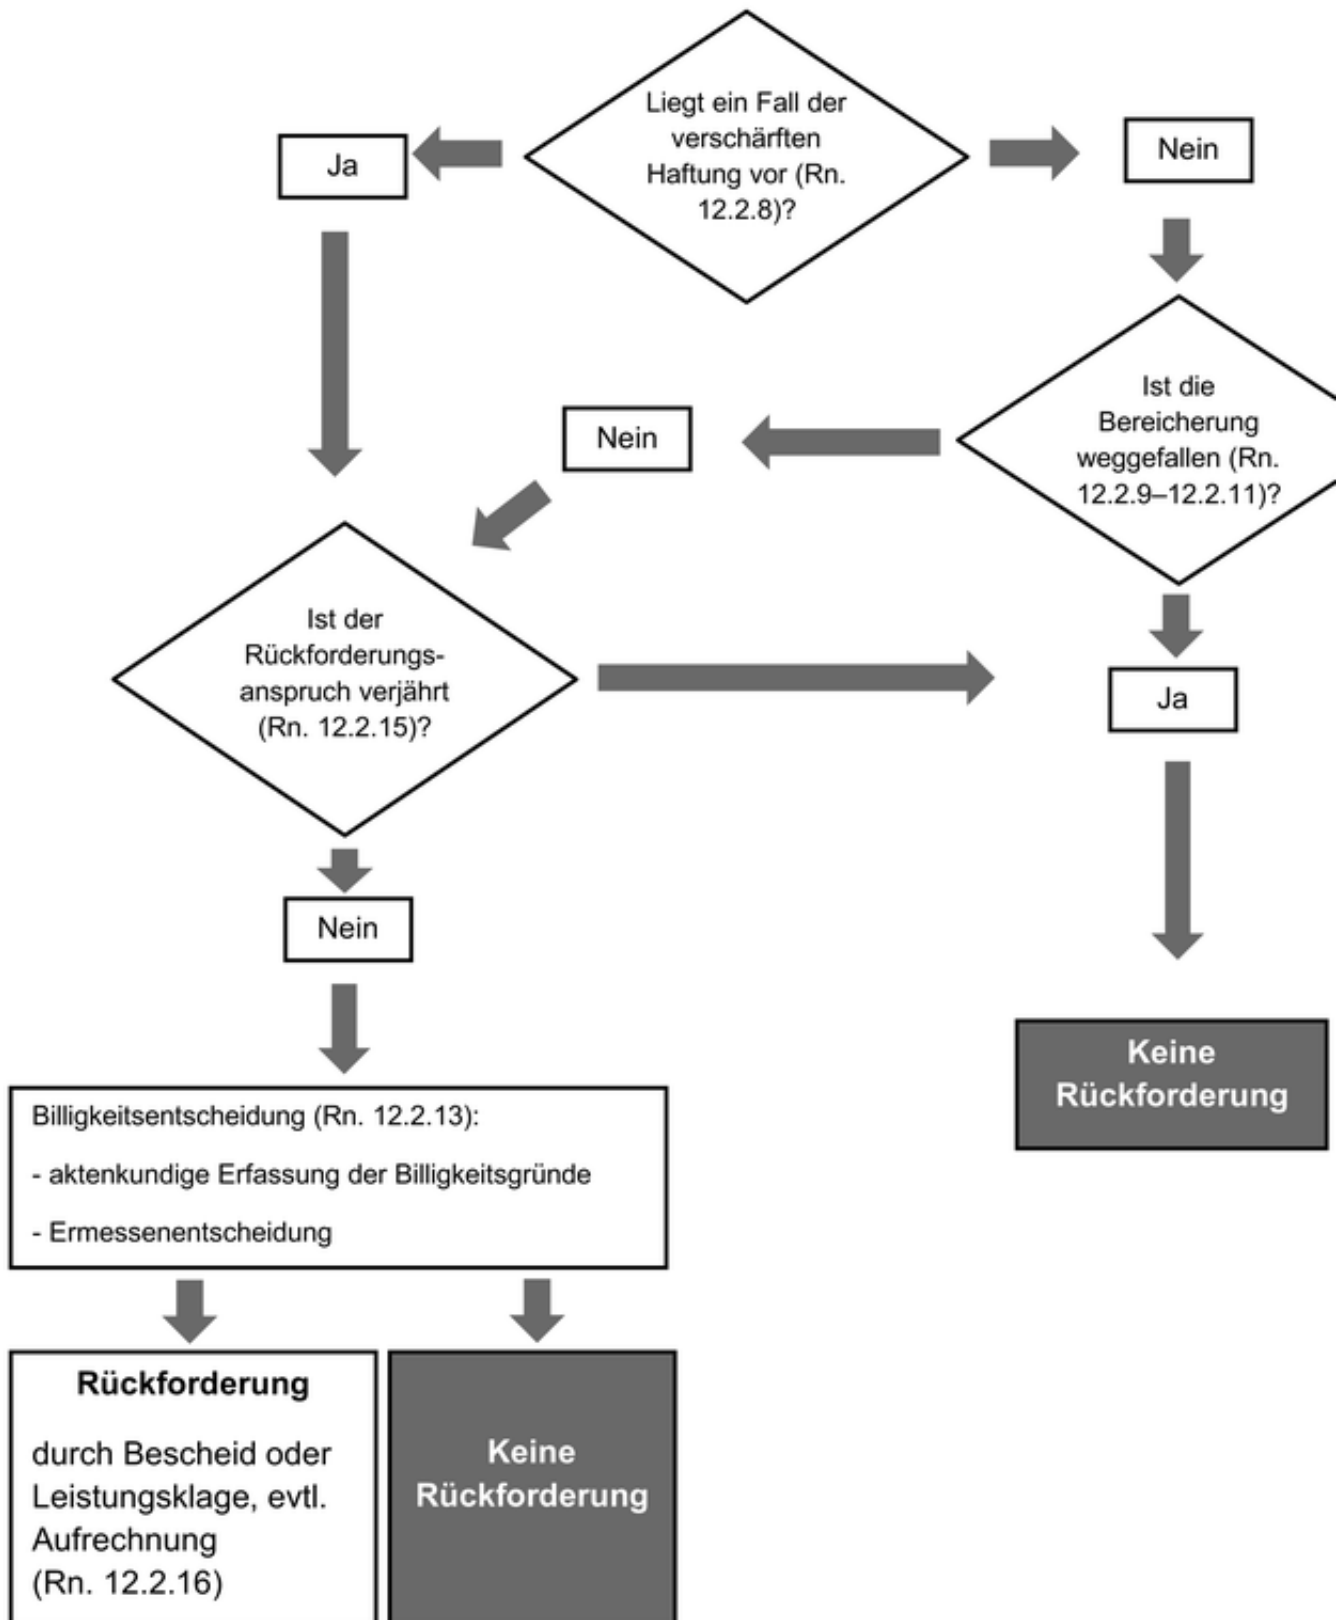 Liegt ein Fall der
verschärften
Haftung vor (Rn.
12.2.8)?
Ja
Nein
Ist die
Bereicherung
weggefallen (Rn.
12.2.9–12.2.11)?
Nein
Ist der
Rückforderungs-
anspruch verjährt
(Rn. 12.2.15)?
Ja
Nein
Keine
Rückforderung
Billigkeitsentscheidung (Rn. 12.2.13):
- aktenkundige Erfassung der Billigkeitsgründe
- Ermessenentscheidung
Rückforderung
durch Bescheid oder
Leistungsklage, evtl.
Aufrechnung
(Rn. 12.2.16)
Keine
Rückforderung